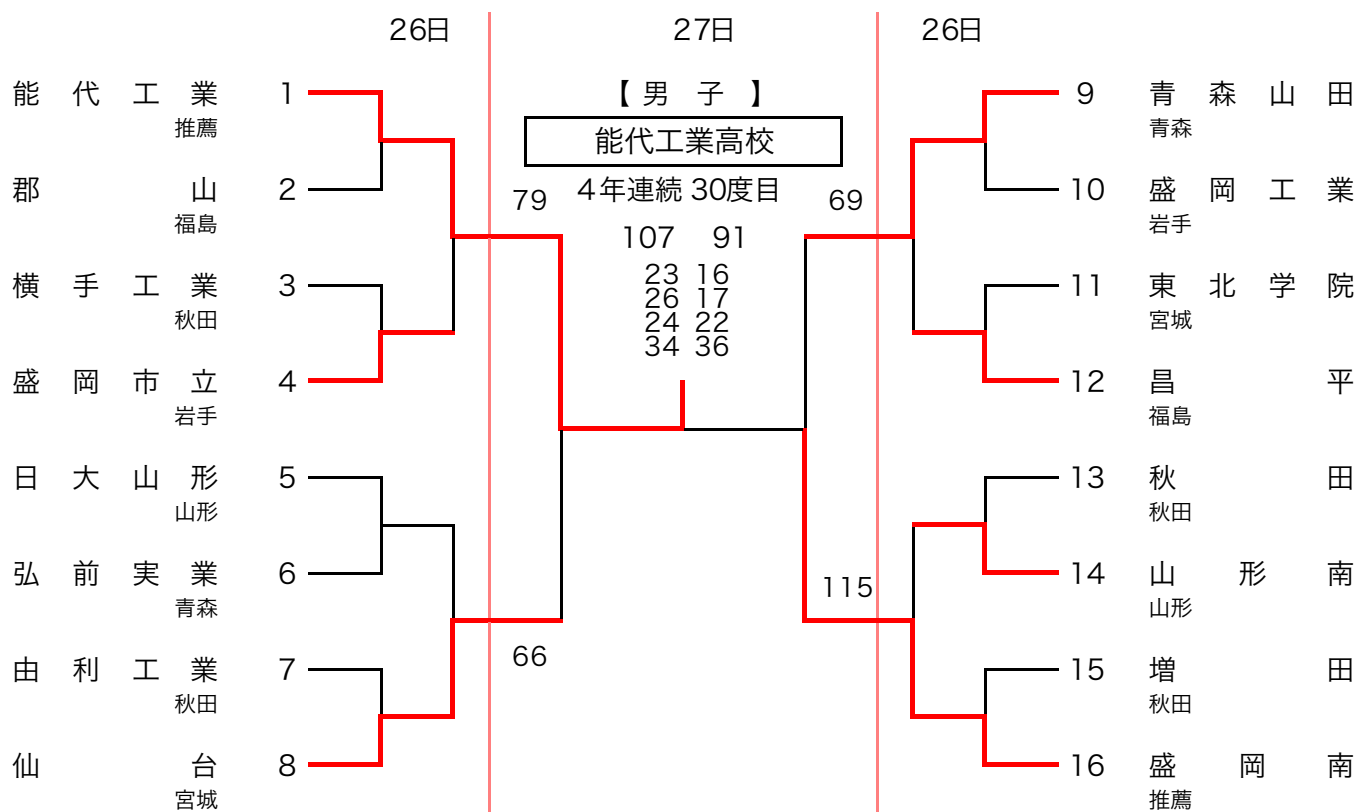 26日
27日
26日
【 男 子 】
能代工業高校
4年連続 30度目
107 91
23 16
26 17
24 22
34 36
79
69
66
115
能代工業 1
推薦
郡山 2
福島
横手工業 3
秋田
盛岡市立 4
岩手
日大山形 5
山形
弘前実業 6
青森
由利工業 7
秋田
仙台 8
宮城
9 青森山田
青森
10 盛岡工業
岩手
11 東北学院
宮城
12 昌平
福島
13 秋田
秋田
14 山形南
山形
15 増田
秋田
16 盛岡南
推薦